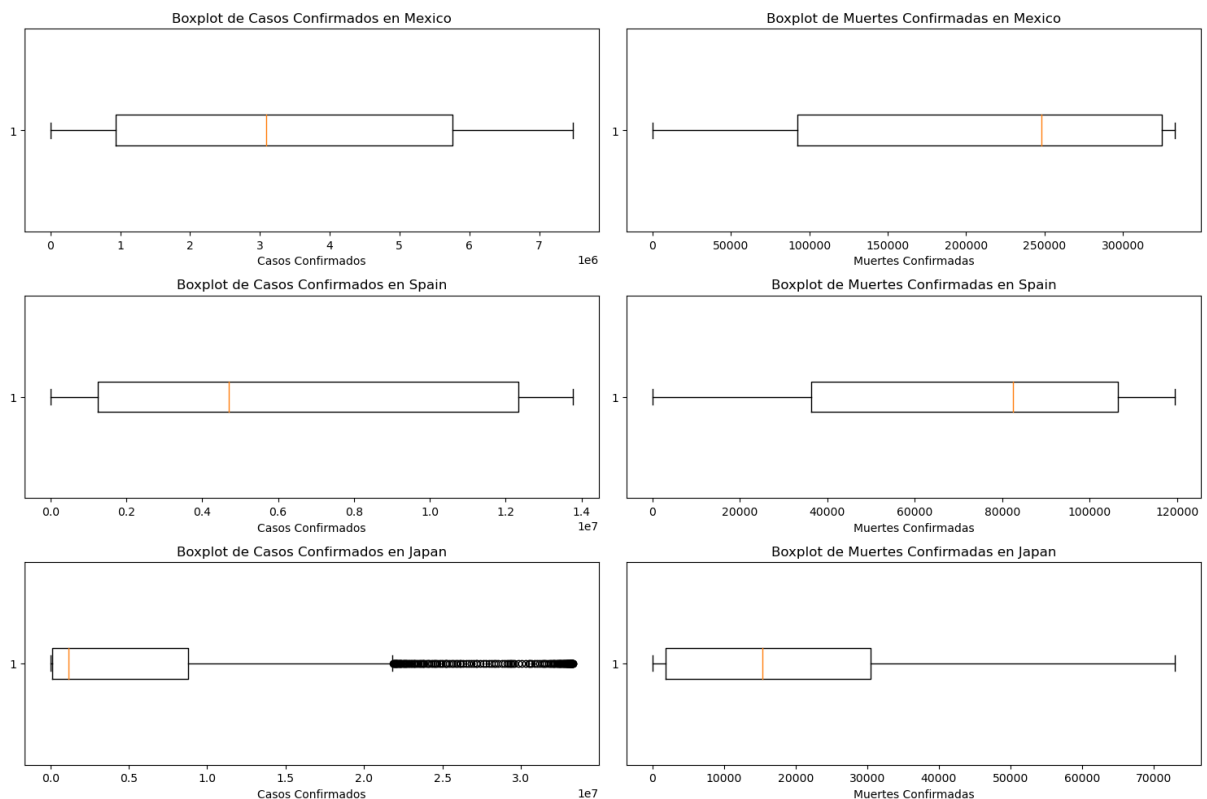 Boxplot de Casos Confirmados en Mexico
1
0 1 2 3 4 5 6 7
Casos Confirmados
1e6
Boxplot de Muertes Confirmadas en Mexico
1
0 50000 100000 150000 200000 250000 300000
Muertes Confirmadas
Boxplot de Casos Confirmados en Spain
1
0.0 0.2 0.4 0.6 0.8 1.0 1.2 1.4
Casos Confirmados
1e7
Boxplot de Muertes Confirmadas en Spain
1
0 20000 40000 60000 80000 100000 120000
Muertes Confirmadas
Boxplot de Casos Confirmados en Japan
1
0.0 0.5 1.0 1.5 2.0 2.5 3.0
Casos Confirmados
1e7
Boxplot de Muertes Confirmadas en Japan
1
0 10000 20000 30000 40000 50000 60000 70000
Muertes Confirmadas